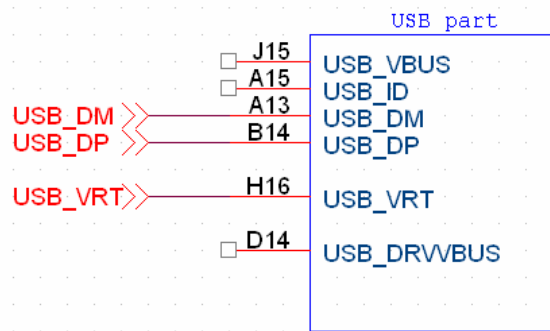 USB part
J15 USB_VBUS
A15 USB_ID
USB_DM A13 USB_DM
USB_DP B14 USB_DP
USB_VRT H16 USB_VRT
D14 USB_DRVVBUS